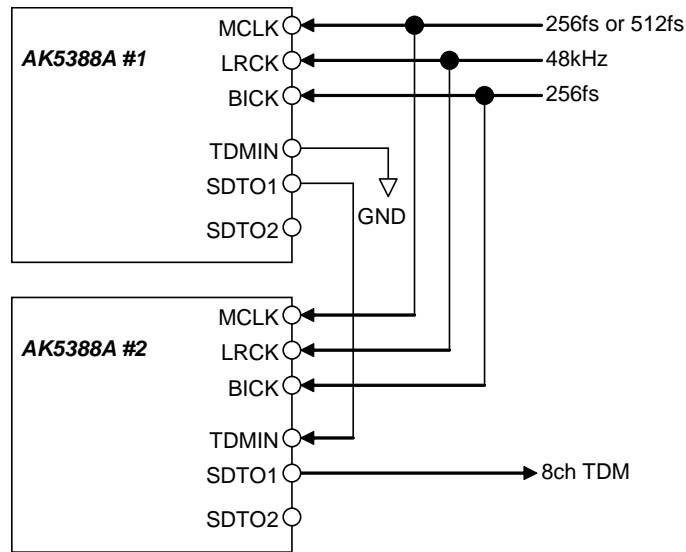 AK5388A #1
MCLK
LRCK
BICK
TDMIN
SDTO1
SDTO2
256fs or 512fs
48kHz
256fs
GND
AK5388A #2
MCLK
LRCK
BICK
TDMIN
SDTO1
SDTO2
8ch TDM